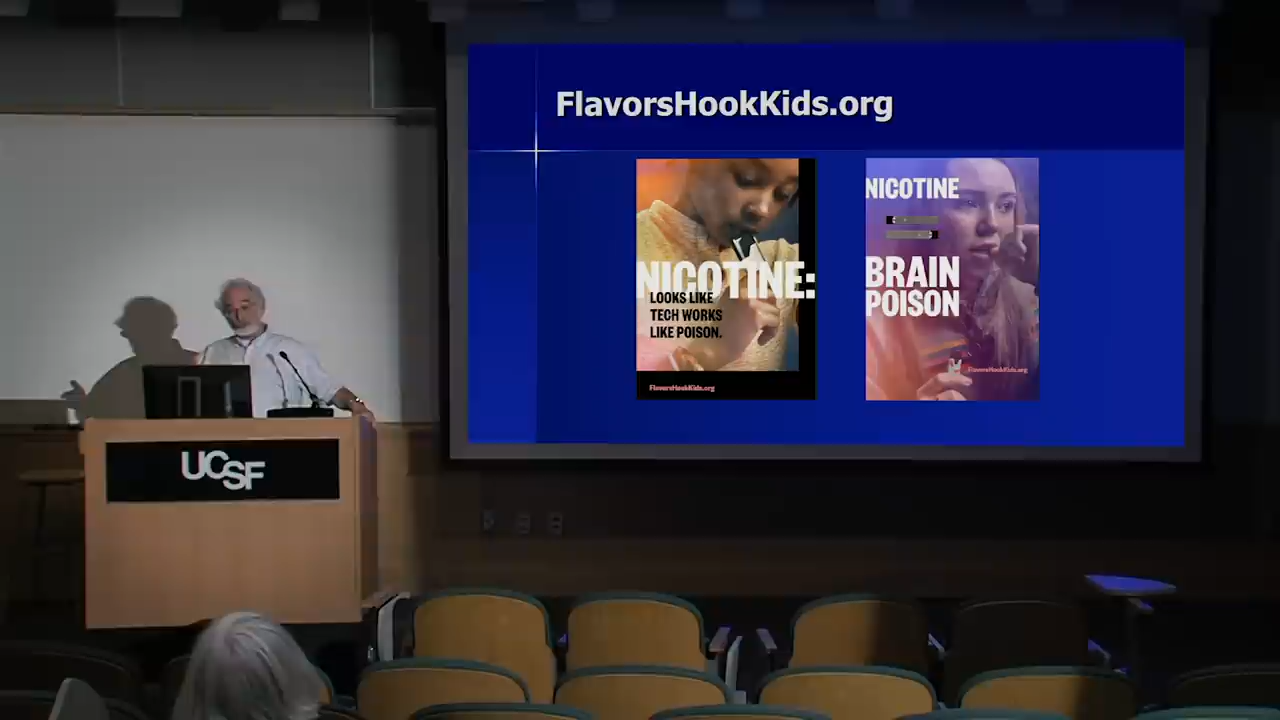 FlavorsHookKids.org
NICOTINE:
LOOKS LIKE
TECH WORKS
LIKE POISON.
FlavorsHookKids.org
NICOTINE
BRAIN
POISON
FlavorsHookKids.org
UCSF